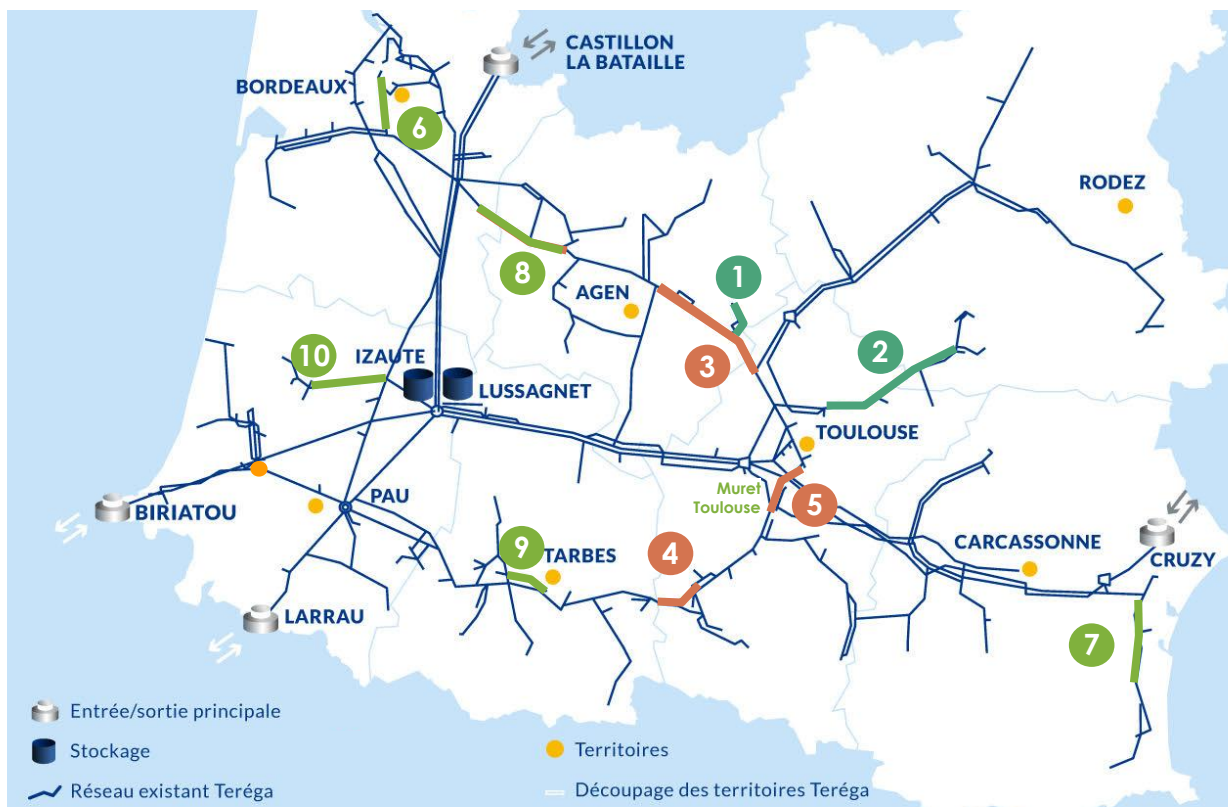 CASTILLON
LA BATAILLE
BORDEAUX
6
RODEZ
8
AGEN
1
3
2
10
IZAUTE
LUSSAGNET
TOULOUSE
Muret
Toulouse
5
BIRIATOU
PAU
9
TARBES
4
CARCASSONNE
CRUZY
LARRAU
7
Entrée/sortie principale
Stockage
Territoires
Réseau existant Teréga
Découpage des territoires Teréga